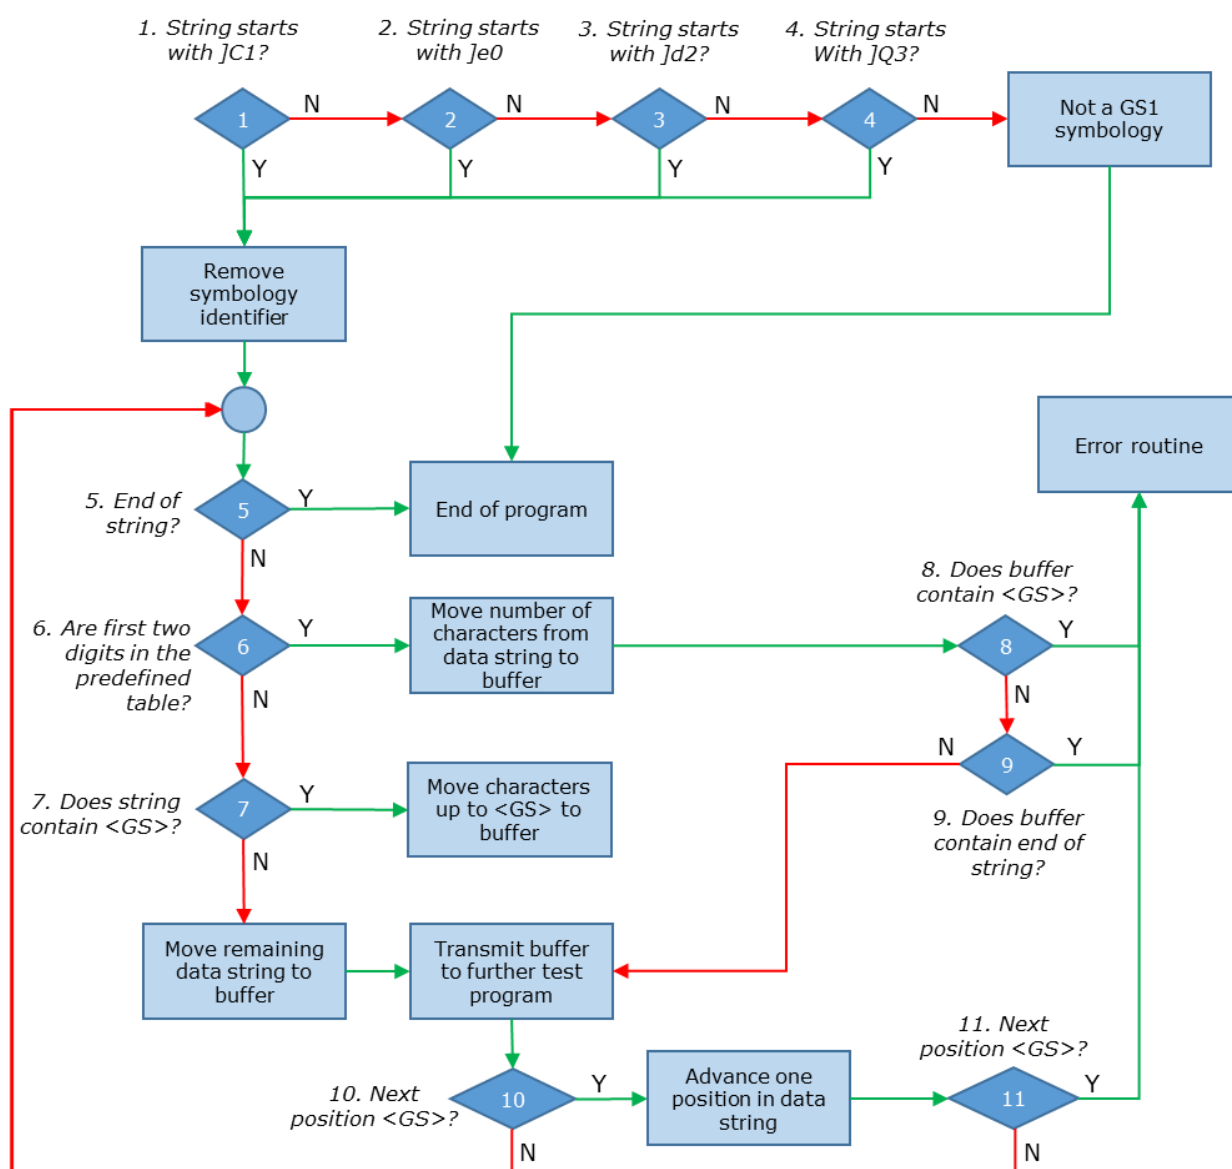 1. String starts
with ]C1?
2. String starts
with ]e0
3. String starts
with ]d2?
4. String starts
With ]Q3?
1
N
2
N
3
N
4
N
Not a GS1
symbology
Y
Y
Y
Y
Remove
symbology
identifier
5. End of
string?
5
Y
End of program
Error routine
N
6. Are first two
digits in the
predefined
table?
6
Y
Move number of
characters from
data string to
buffer
8. Does buffer
contain <GS>?
8
Y
N
N
7. Does string
contain <GS>?
7
Y
Move characters
up to <GS> to
buffer
N
9
Y
9. Does buffer
contain end of
string?
N
Move remaining
data string to
buffer
Transmit buffer
to further test
program
10. Next
position <GS>?
10
Y
Advance one
position in data
string
11. Next
position <GS>?
11
Y
N
N